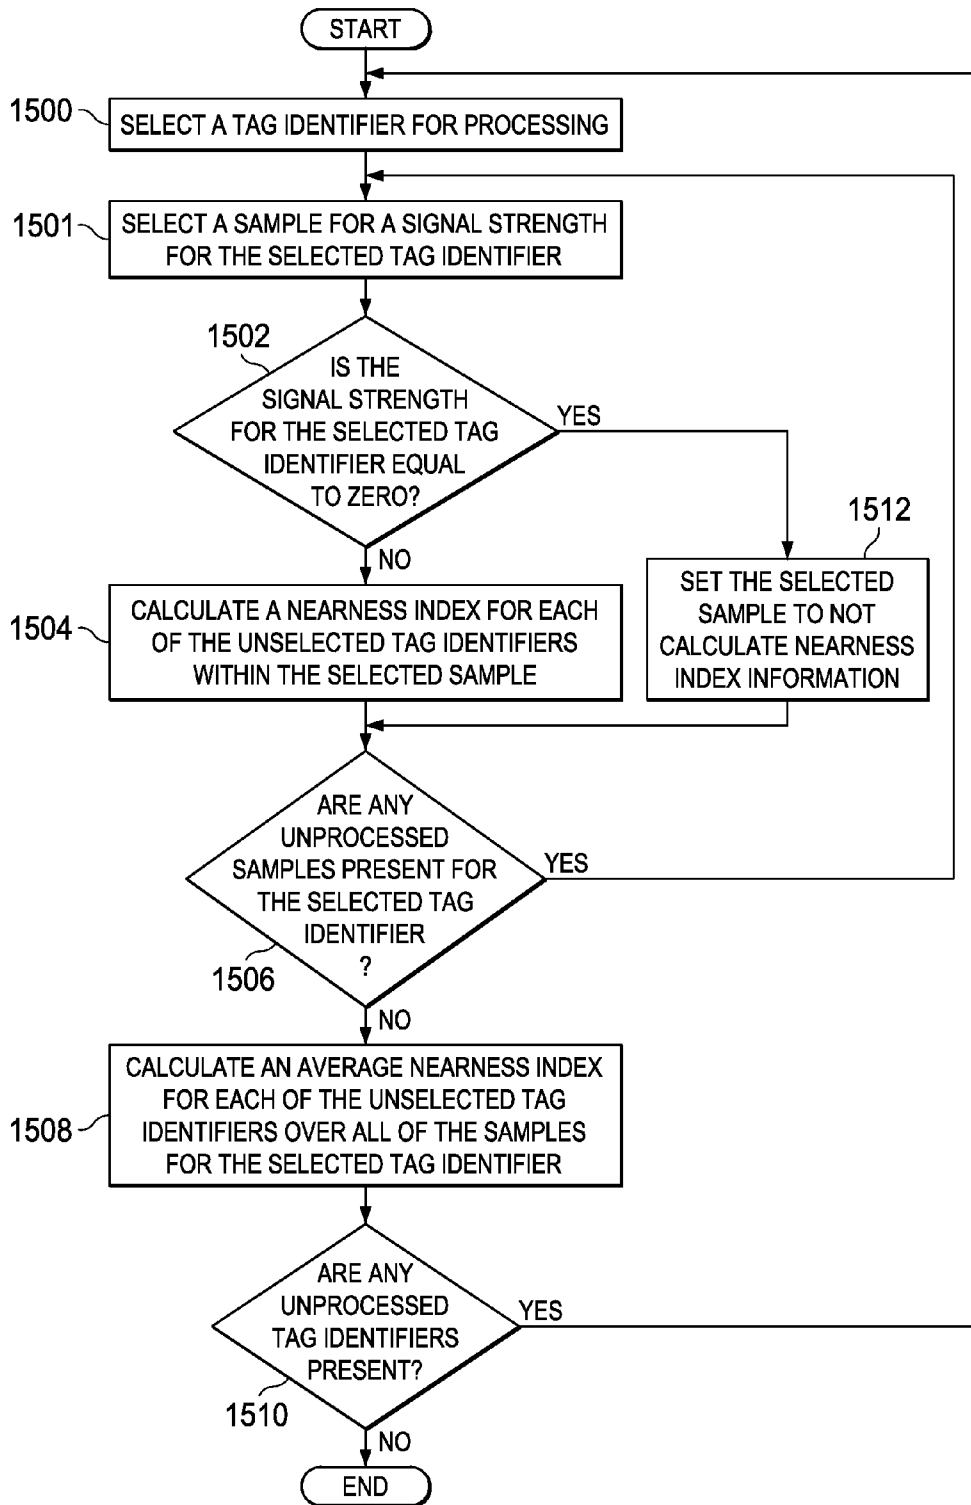 START
1500
SELECT A TAG IDENTIFIER FOR PROCESSING
1501
SELECT A SAMPLE FOR A SIGNAL STRENGTH
FOR THE SELECTED TAG IDENTIFIER
1502
IS THE
SIGNAL STRENGTH
FOR THE SELECTED TAG
IDENTIFIER EQUAL
TO ZERO?
YES
NO
1512
SET THE SELECTED
SAMPLE TO NOT
CALCULATE NEARNESS
INDEX INFORMATION
1504
CALCULATE A NEARNESS INDEX FOR EACH
OF THE UNSELECTED TAG IDENTIFIERS
WITHIN THE SELECTED SAMPLE
ARE ANY
UNPROCESSED
SAMPLES PRESENT FOR
THE SELECTED TAG
IDENTIFIER
?
YES
1506
NO
1508
CALCULATE AN AVERAGE NEARNESS INDEX
FOR EACH OF THE UNSELECTED TAG
IDENTIFIERS OVER ALL OF THE SAMPLES
FOR THE SELECTED TAG IDENTIFIER
ARE ANY
UNPROCESSED
TAG IDENTIFIERS
PRESENT?
YES
1510
NO
END